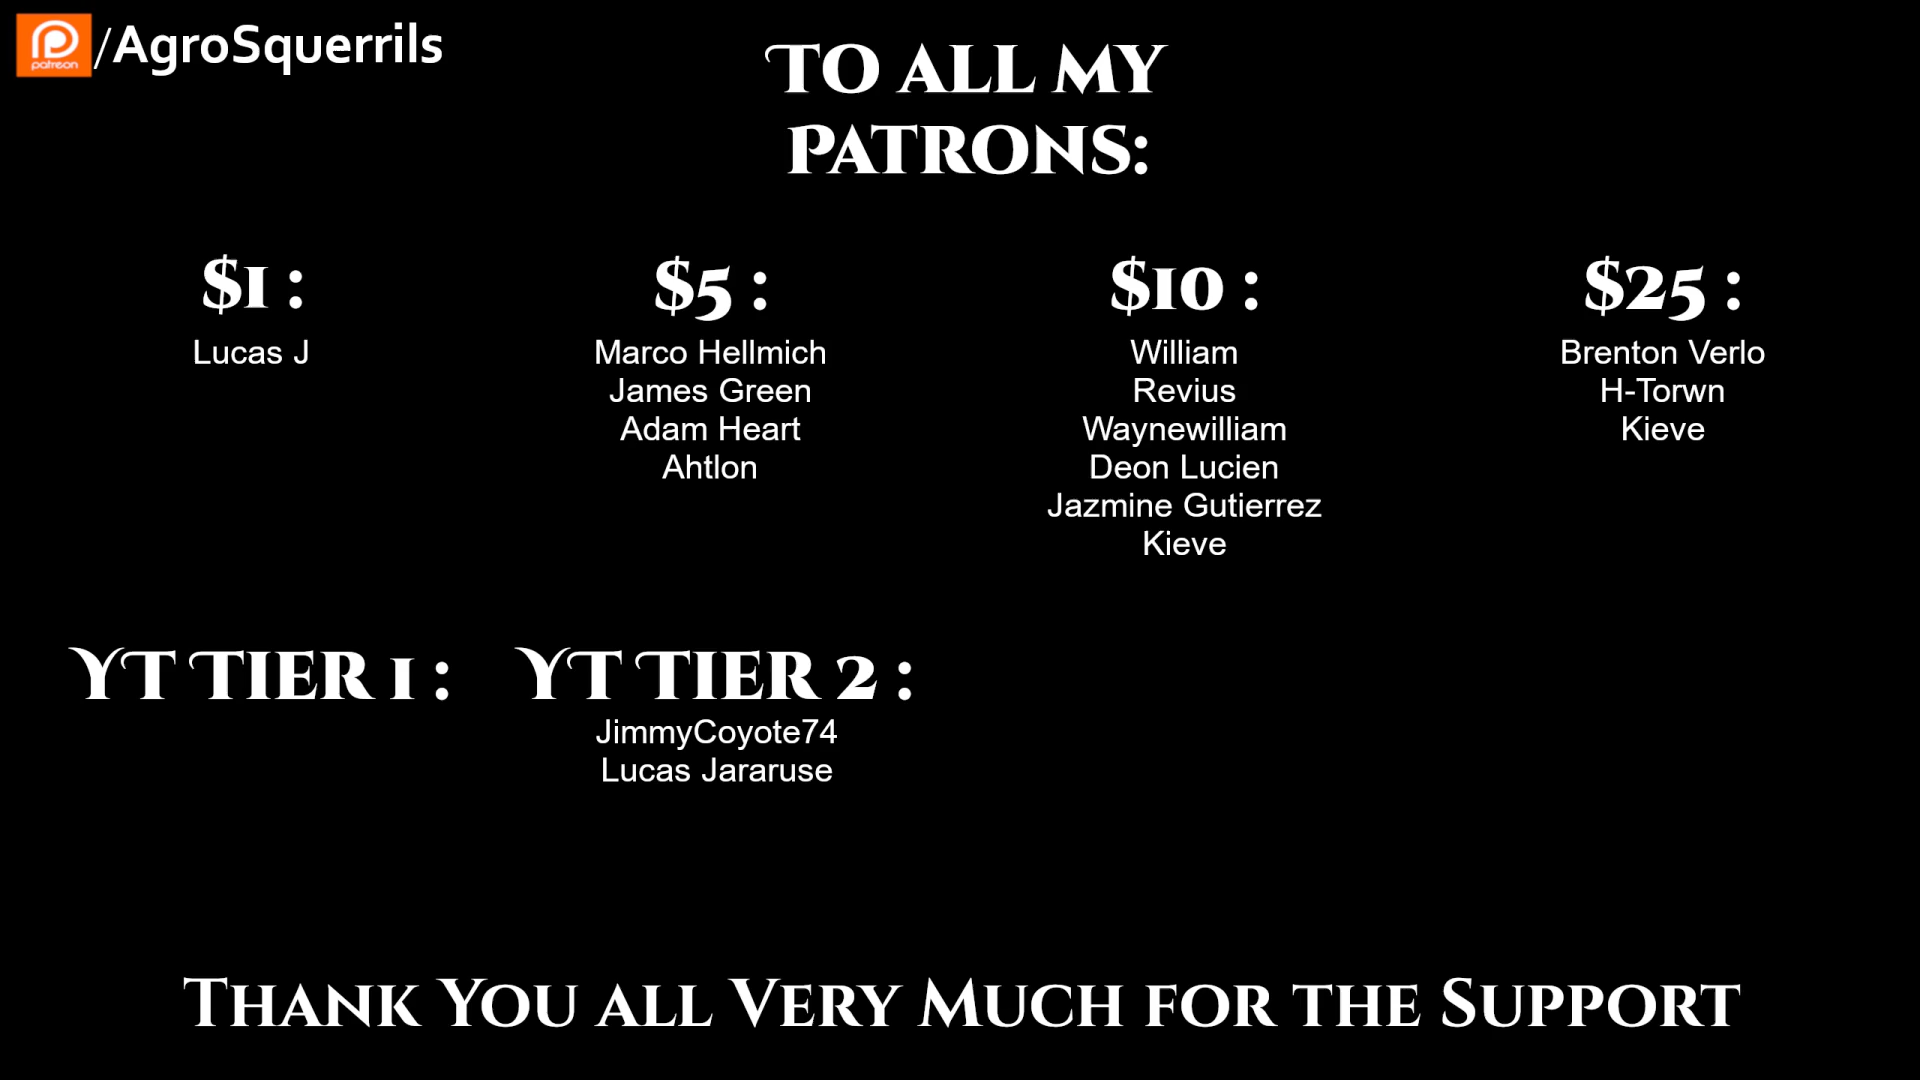 patreon /AgroSquerrils
To all my
Patrons:
$1 :
Lucas J
$5 :
Marco Hellmich
James Green
Adam Heart
Ahtlon
$10 :
William
Revius
Waynewilliam
Deon Lucien
Jazmine Gutierrez
Kieve
$25 :
Brenton Verlo
H-Torwn
Kieve
YT Tier 1 :
YT Tier 2 :
JimmyCoyote74
Lucas Jararuse
Thank You all Very Much for the Support